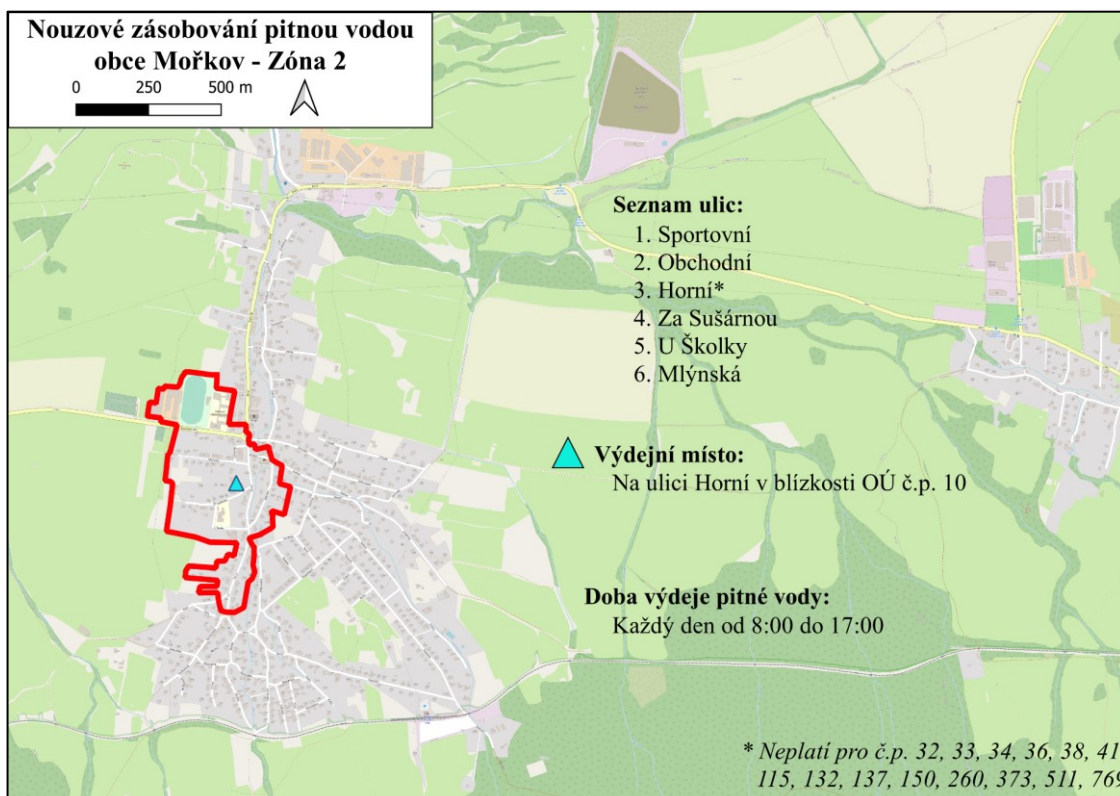 Nouzové zásobování pitnou vodou
obce Mořkov - Zóna 2
0 250 500 m
Seznam ulic:
1. Sportovní
2. Obchodní
3. Horní*
4. Za Sušárnou
5. U Školky
6. Mlýnská
Výdejní místo:
Na ulici Horní v blízkosti OÚ č.p. 10
Doba výdeje pitné vody:
Každý den od 8:00 do 17:00
* Neplatí pro č.p. 32, 33, 34, 36, 38, 41
115, 132, 137, 150, 260, 373, 511, 769